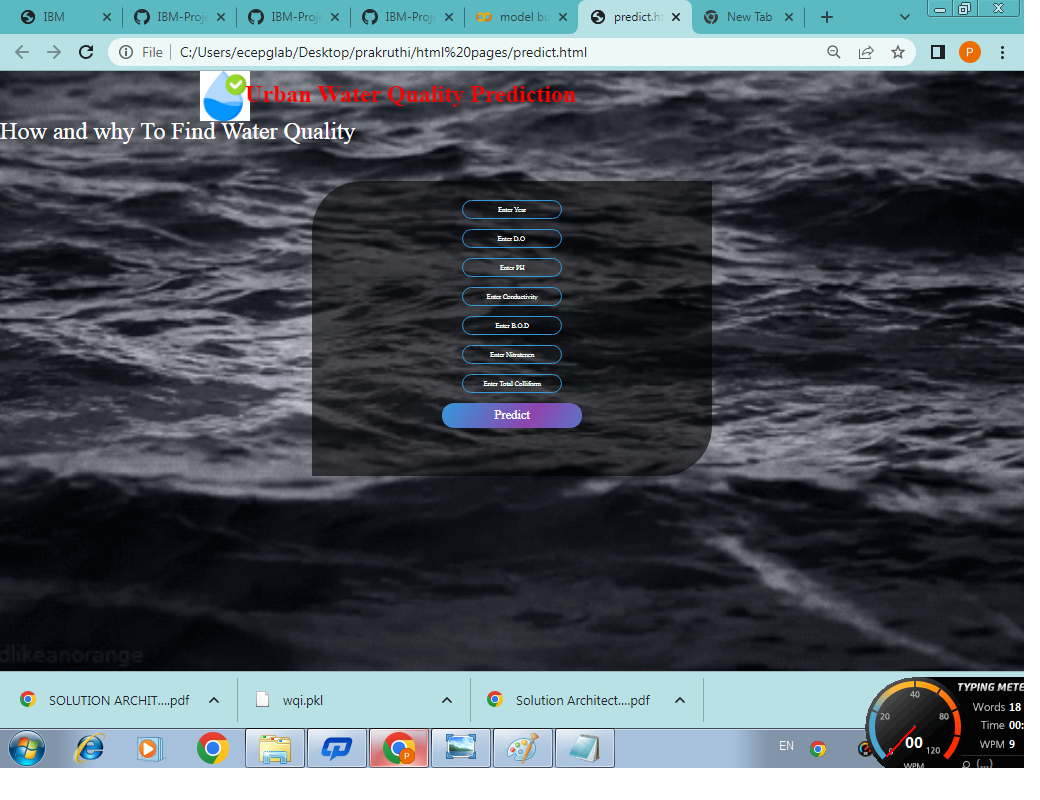 IBM
IBM-Proj
IBM-Proj
IBM-Proj
model bu
predict.ht
New Tab
File
C:/Users/ecepglab/Desktop/prakruthi/html%20pages/predict.html
P
Urban Water Quality Prediction
How and why To Find Water Quality
Enter Year
Enter D.O
Enter PH
Enter Conductivity
Enter B.O.D
Enter Nitratenen
Enter Total Colliform
Predict
dlikeanorange
SOLUTION ARCHIT....pdf
wqi.pkl
Solution Architect....pdf
TYPING METE
Words 18
Time 00:
WPM 9
0
20
40
80
120
00
WPM
EN
P